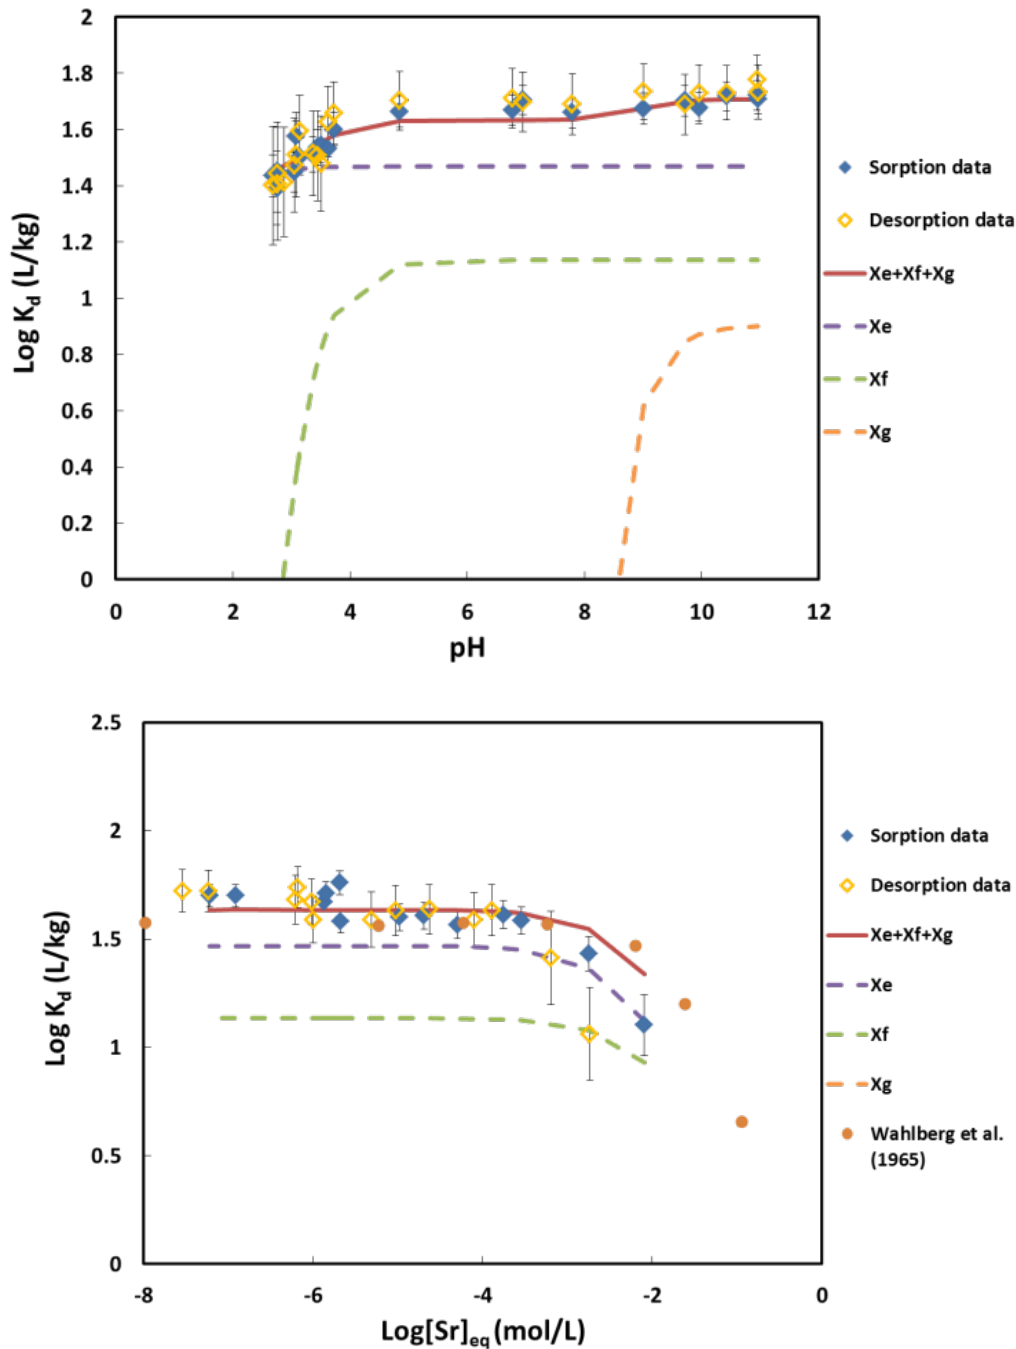 2
1.8
1.6
1.4
1.2
1
0.8
0.6
0.4
0.2
0
Log K_d (L/kg)
0 2 4 6 8 10 12
pH
Sorption data
Desorption data
Xe+Xf+Xg
Xe
Xf
Xg
2.5
2
1.5
1
0.5
0
Log K_d (L/kg)
-8 -6 -4 -2 0
Log[Sr]_eq (mol/L)
Sorption data
Desorption data
Xe+Xf+Xg
Xe
Xf
Xg
Wahlberg et al.
(1965)